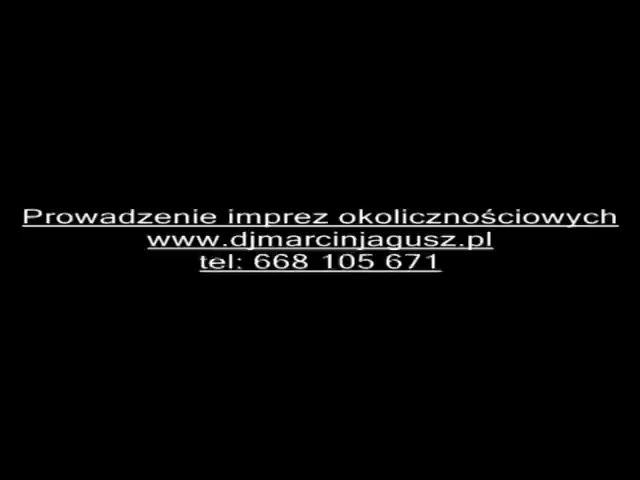 Prowadzenie imprez okolicznościowych
www.djmarcinjagusz.pl
tel: 668 105 671